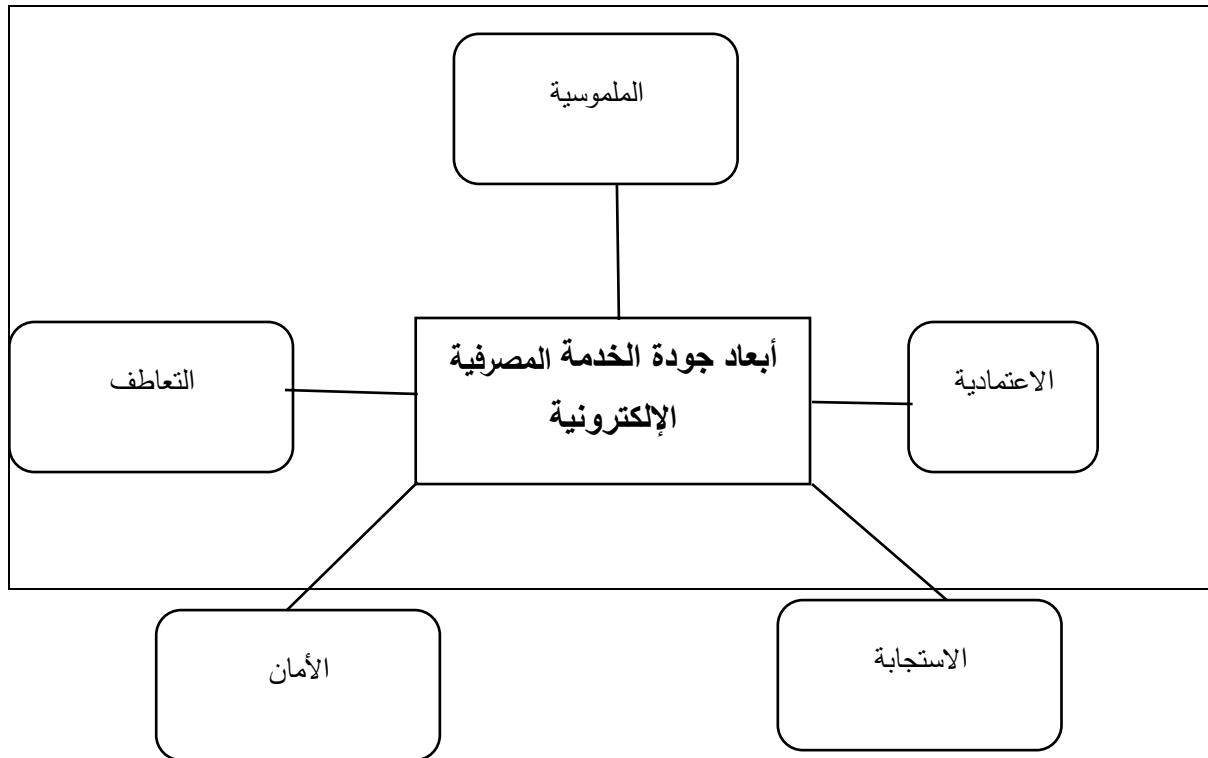 الملموسية
أبعاد جودة الخدمة المصرفية
الإلكترونية
الاعتمادية
التعاطف
الاستجابة
الأمان